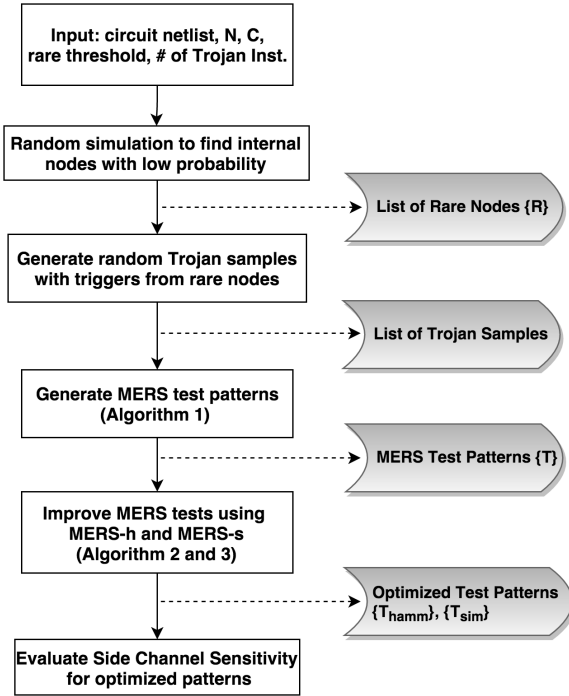 Input: circuit netlist, N, C,
rare threshold, # of Trojan Inst.
Random simulation to find internal
nodes with low probability
List of Rare Nodes {R}
Generate random Trojan samples
with triggers from rare nodes
List of Trojan Samples
Generate MERS test patterns
(Algorithm 1)
MERS Test Patterns {T}
Improve MERS tests using
MERS-h and MERS-s
(Algorithm 2 and 3)
Optimized Test Patterns
{Thamm}, {Tsim}
Evaluate Side Channel Sensitivity
for optimized patterns